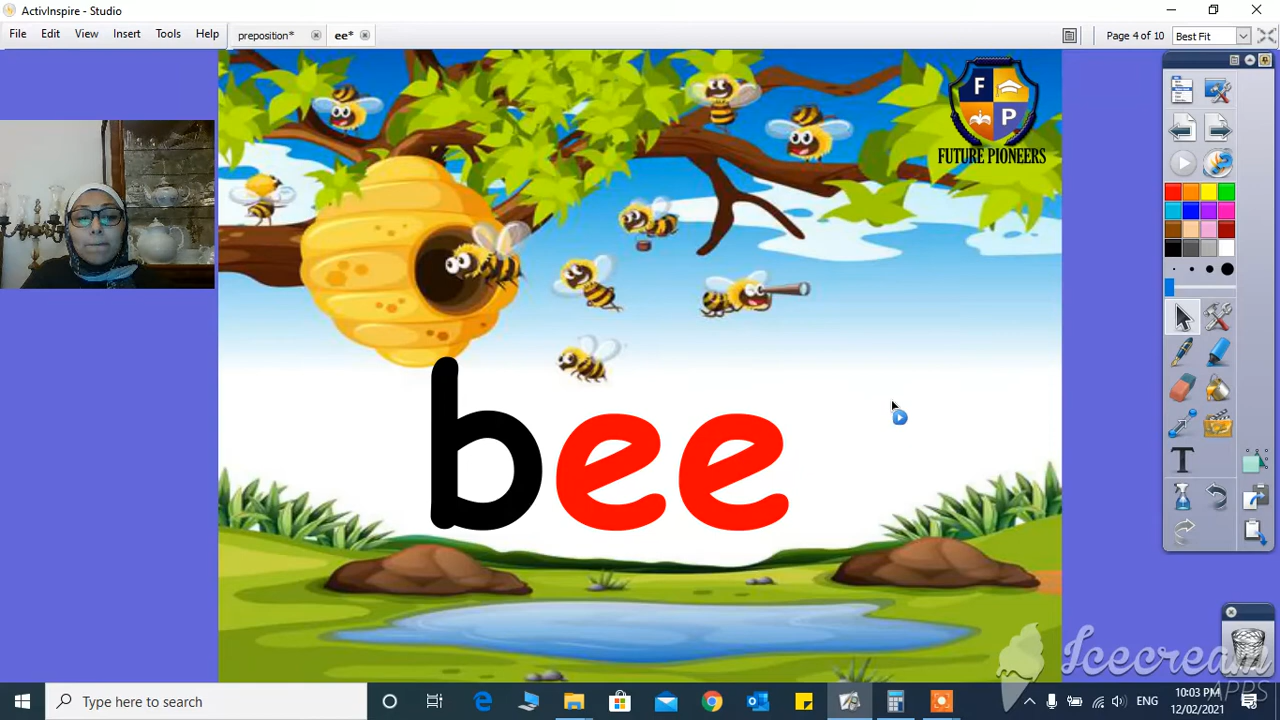 ActivInspire - Studio
File Edit View Insert Tools Help
preposition* ee* Page 4 of 10 Best Fit
F
P
FUTURE PIONEERS
bee
T
Icecream
APPS
Type here to search
ENG
10:03 PM
12/02/2021